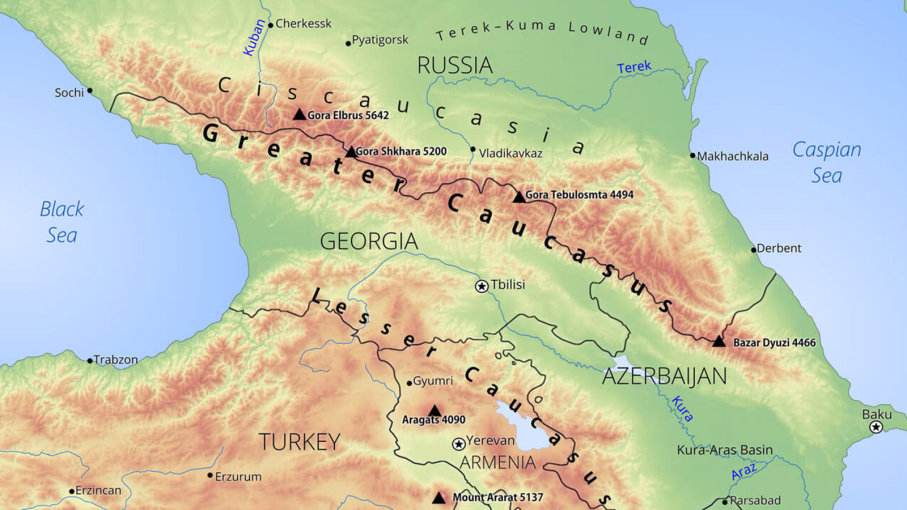 Cherkessk
Kuban
Pyatigorsk
Terek-Kuma Lowland
RUSSIA
Terek
Sochi
Ciscaucasia
Gora Elbrus 5642
Greater Caucasus
Gora Shkhara 5200
Vladikavkaz
Makhachkala
Caspian
Sea
Gora Tebulosmta 4494
Black
Sea
GEORGIA
Derbent
Tbilisi
Lesser Caucasus
Bazar Dyuzi 4466
Trabzon
AZERBAIJAN
Gyumri
Kura
Aragats 4090
Baku
TURKEY
Yerevan
Kura-Aras Basin
ARMENIA
Araz
Erzurum
Erzincan
Mount Ararat 5137
Parsabad